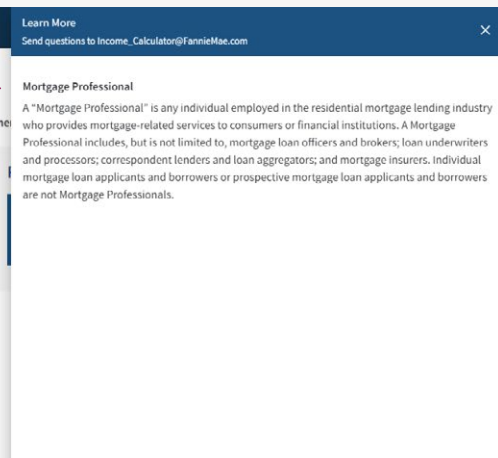 Learn More
Send questions to Income_Calculator@FannieMae.com
Mortgage Professional
A “Mortgage Professional” is any individual employed in the residential mortgage lending industry
who provides mortgage-related services to consumers or financial institutions. A Mortgage
Professional includes, but is not limited to, mortgage loan officers and brokers; loan underwriters
and processors; correspondent lenders and loan aggregators; and mortgage insurers. Individual
mortgage loan applicants and borrowers or prospective mortgage loan applicants and borrowers
are not Mortgage Professionals.